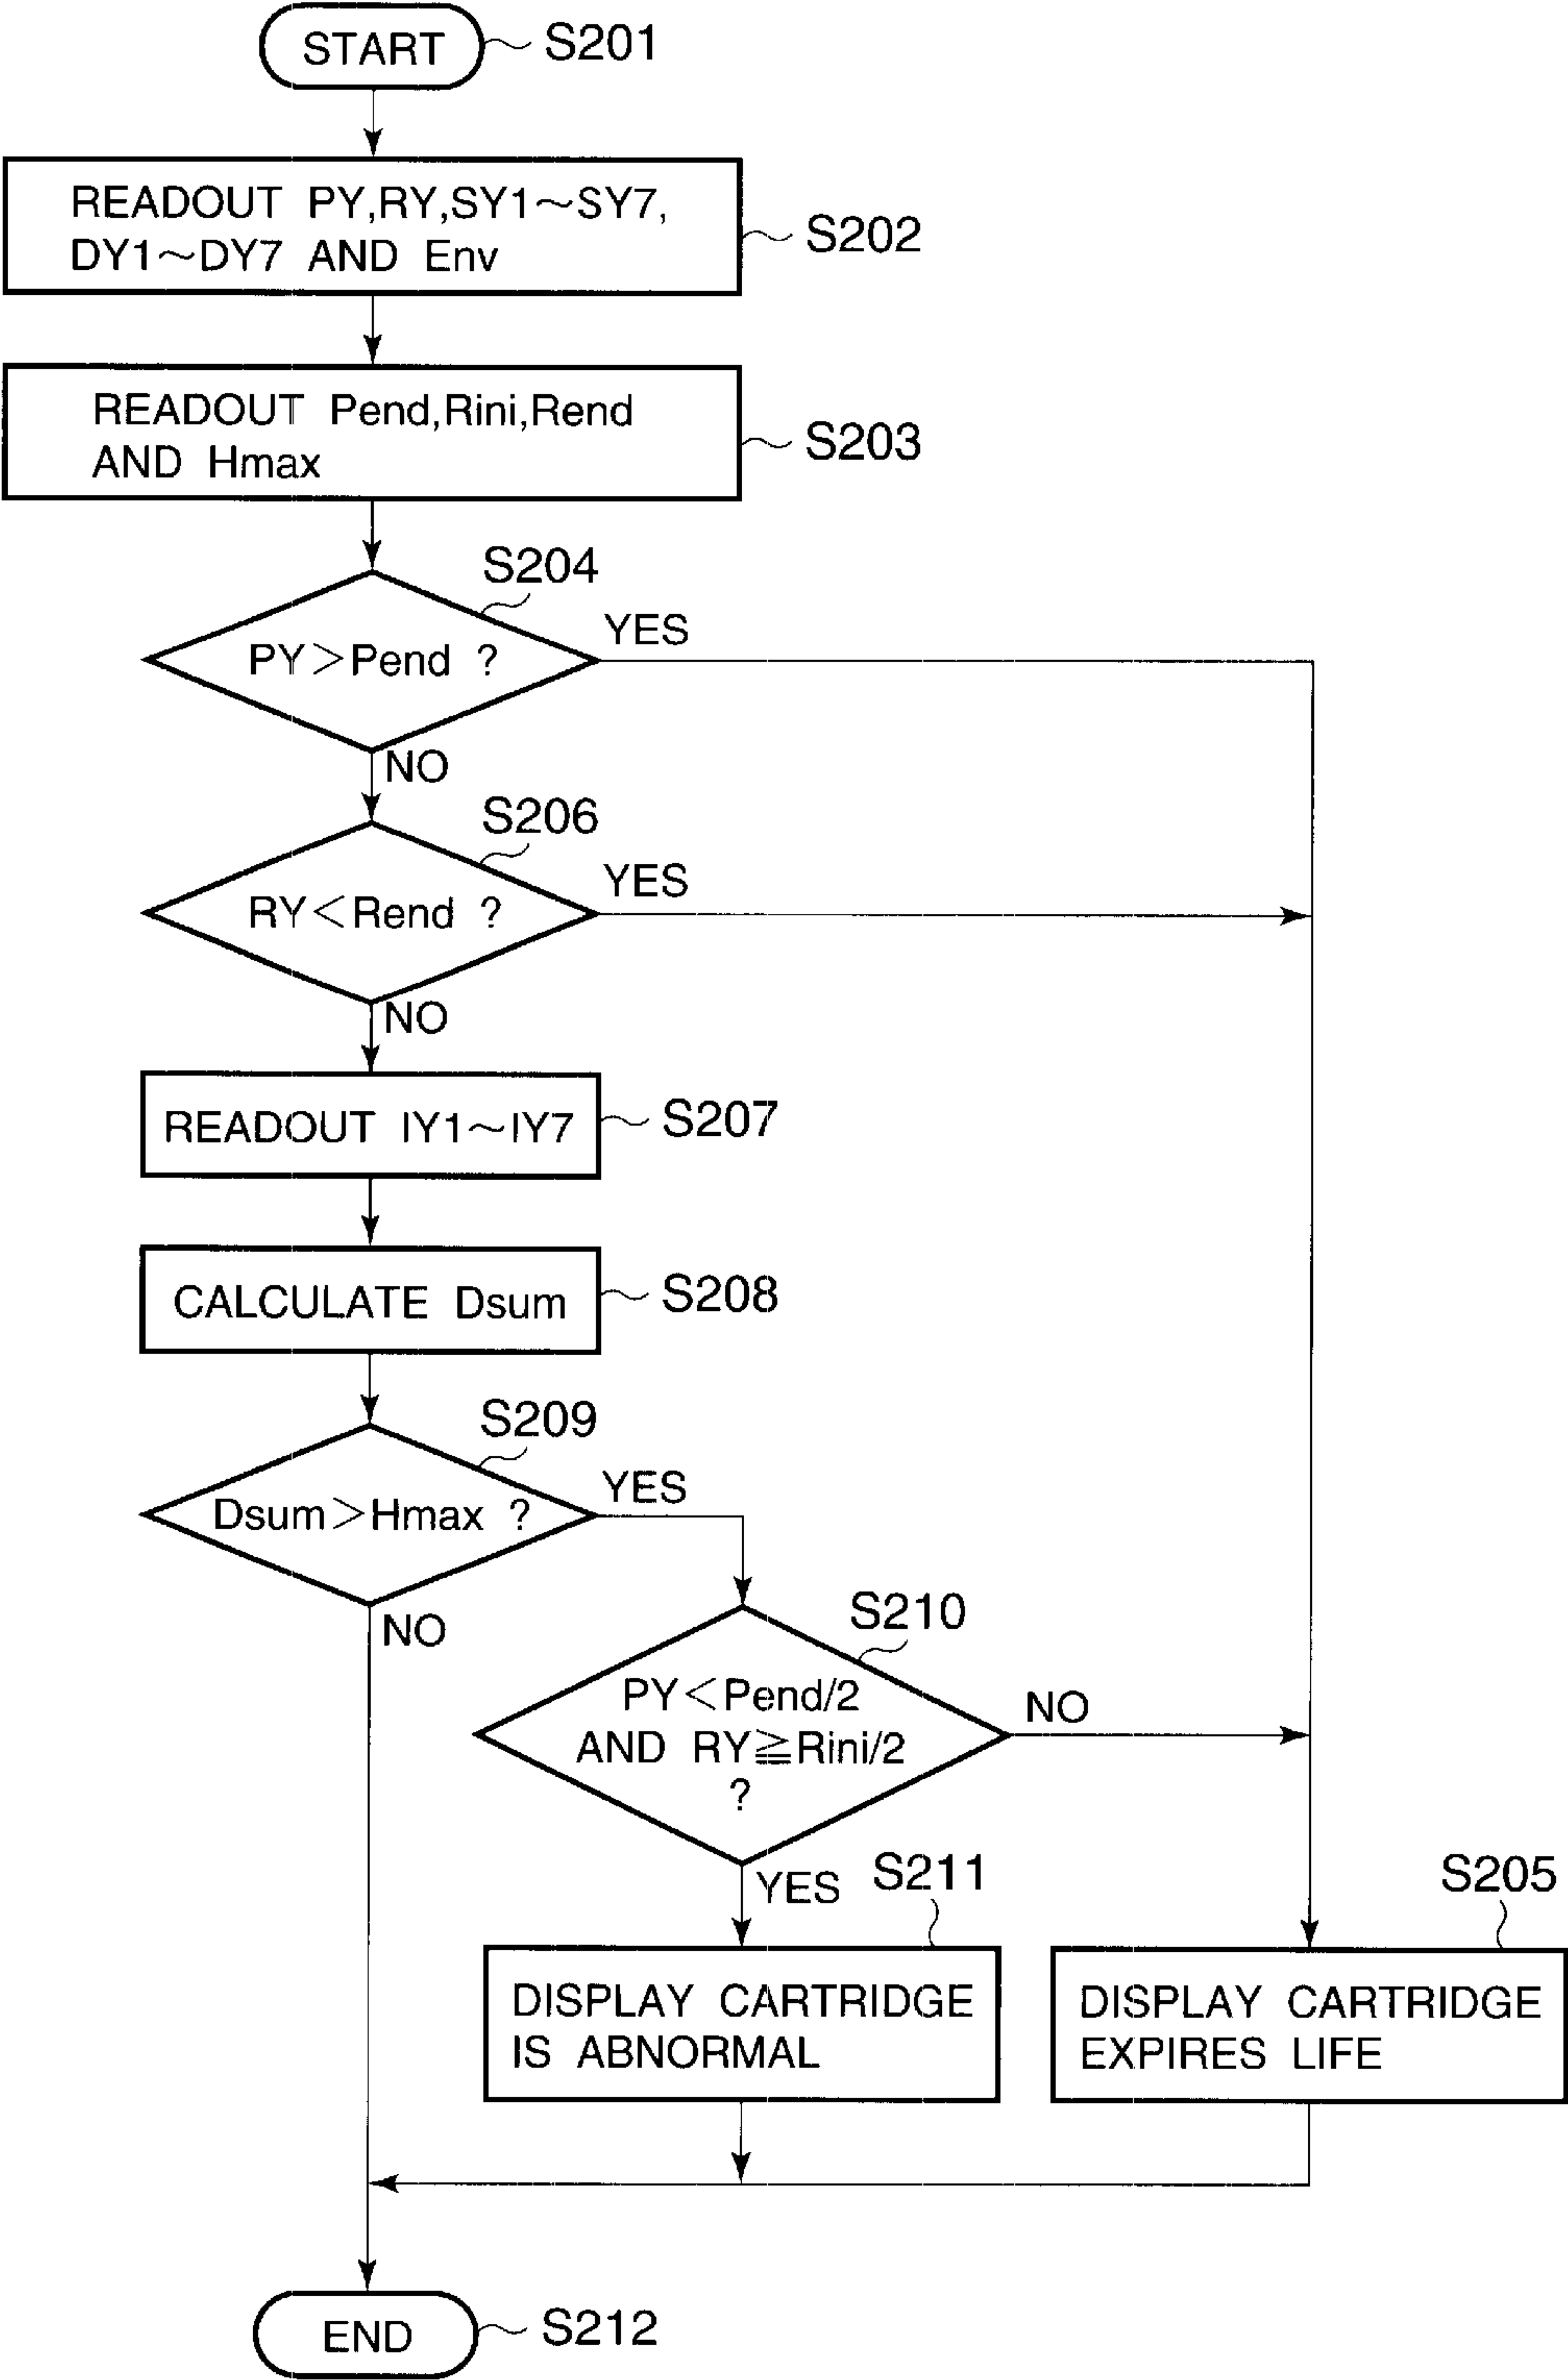 START
S201
READOUT PY,RY,SY1~SY7,
DY1~DY7 AND Env
S202
READOUT Pend,Rini,Rend
AND Hmax
S203
S204
PY>Pend ?
YES
NO
S206
RY<Rend ?
YES
NO
READOUT IY1~IY7
S207
CALCULATE Dsum
S208
S209
Dsum>Hmax ?
YES
NO
S210
PY<Pend/2
AND RY≧Rini/2
?
NO
YES
S211
DISPLAY CARTRIDGE
IS ABNORMAL
S205
DISPLAY CARTRIDGE
EXPIRES LIFE
END
S212